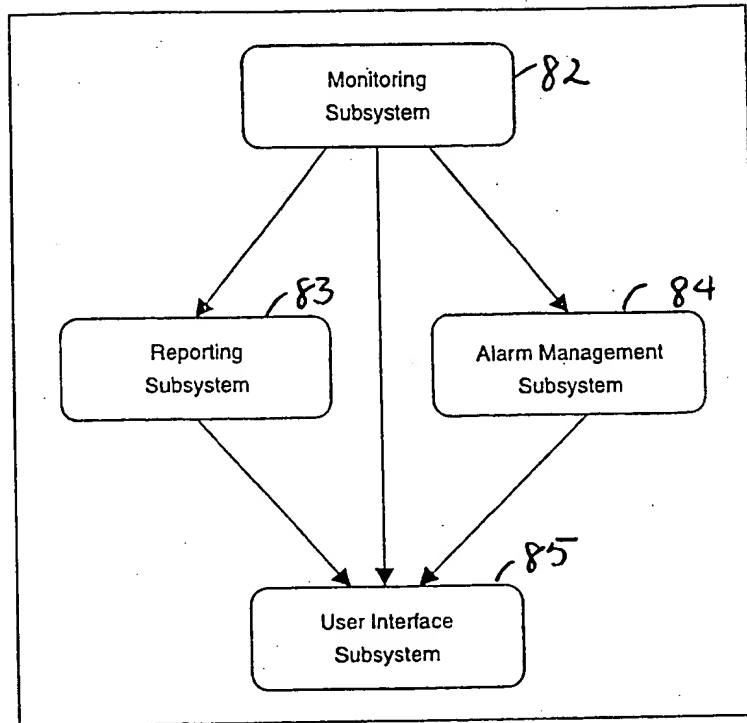 Monitoring
Subsystem
82
83
84
Reporting
Subsystem
Alarm Management
Subsystem
85
User Interface
Subsystem